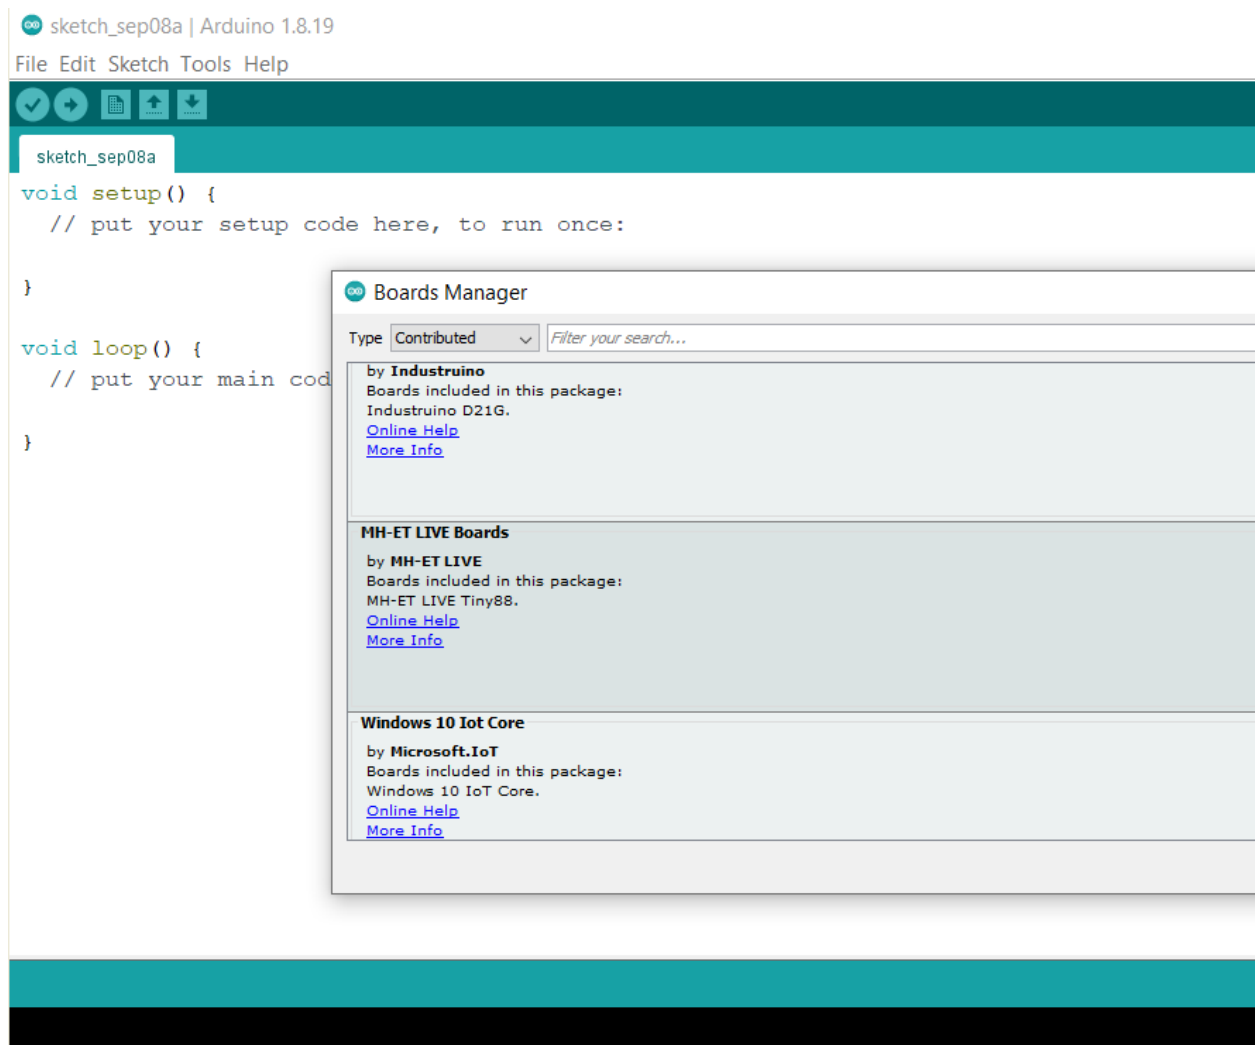 sketch_sep08a | Arduino 1.8.19
File Edit Sketch Tools Help
sketch_sep08a
void setup() {
// put your setup code here, to run once:
}
void loop() {
// put your main cod
}
Boards Manager
Type Contributed Filter your search...
by Industruino
Boards included in this package:
Industruino D21G.
Online Help
More Info
MH-ET LIVE Boards
by MH-ET LIVE
Boards included in this package:
MH-ET LIVE Tiny88.
Online Help
More Info
Windows 10 Iot Core
by Microsoft.IoT
Boards included in this package:
Windows 10 IoT Core.
Online Help
More Info